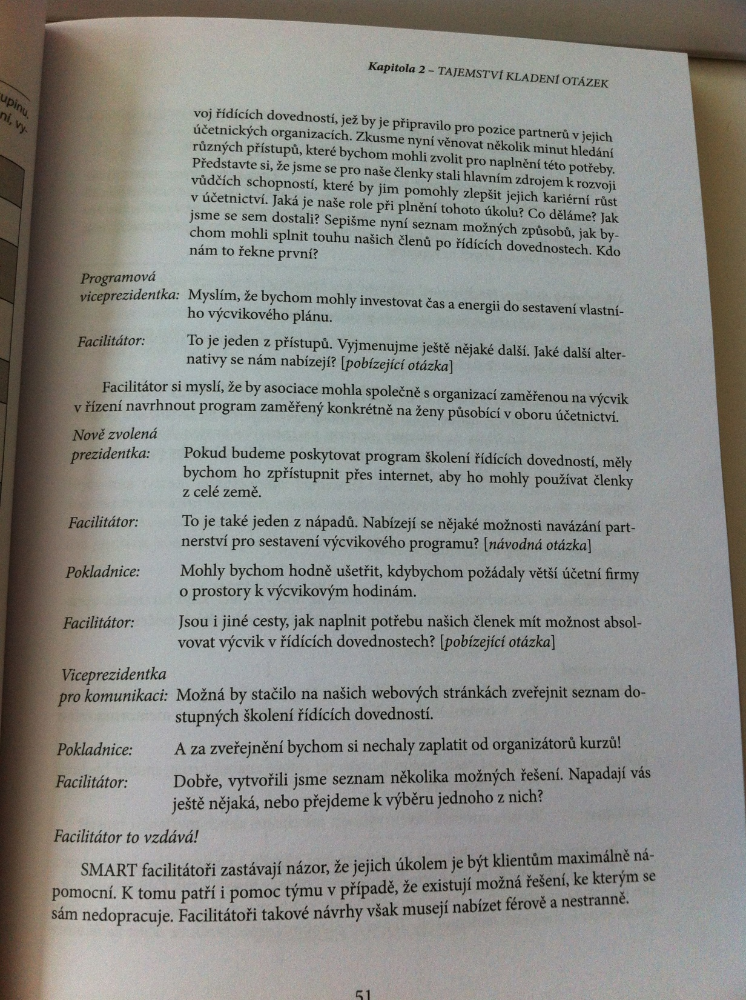 upinu.
ní, vy-
Kapitola 2 – TAJEMSTVÍ KLADENÍ OTÁZEK
voj řídících dovedností, jež by je připravilo pro pozice partnerů v jejich
účetnických organizacích. Zkusme nyní věnovat několik minut hledání
různých přístupů, které bychom mohli zvolit pro naplnění této potřeby.
Představte si, že jsme se pro naše členky stali hlavním zdrojem k rozvoji
vůdčích schopností, které by jim pomohly zlepšit jejich kariérní růst
v účetnictví. Jaká je naše role při plnění tohoto úkolu? Co děláme? Jak
jsme se sem dostali? Sepišme nyní seznam možných způsobů, jak by-
chom mohli splnit touhu našich členů po řídících dovednostech. Kdo
nám to řekne první?
Programová
viceprezidentka: Myslím, že bychom mohly investovat čas a energii do sestavení vlastní-
ho výcvikového plánu.
Facilitátor: To je jeden z přístupů. Vyjmenujme ještě nějaké další. Jaké další alter-
nativy se nám nabízejí? [pobízející otázka]
Facilitátor si myslí, že by asociace mohla společně s organizací zaměřenou na výcvik
v řízení navrhnout program zaměřený konkrétně na ženy působící v oboru účetnictví.
Nově zvolená
prezidentka: Pokud budeme poskytovat program školení řídících dovedností, měly
bychom ho zpřístupnit přes internet, aby ho mohly používat členky
z celé země.
Facilitátor: To je také jeden z nápadů. Nabízejí se nějaké možnosti navázání part-
nerství pro sestavení výcvikového programu? [návodná otázka]
Pokladnice: Mohly bychom hodně ušetřit, kdybychom požádaly větší účetní firmy
o prostory k výcvikovým hodinám.
Facilitátor: Jsou i jiné cesty, jak naplnit potřebu našich členek mít možnost absol-
vovat výcvik v řídících dovednostech? [pobízející otázka]
Viceprezidentka
pro komunikaci: Možná by stačilo na našich webových stránkách zveřejnit seznam do-
stupných školení řídících dovedností.
Pokladnice: A za zveřejnění bychom si nechaly zaplatit od organizátorů kurzů!
Facilitátor: Dobře, vytvořili jsme seznam několika možných řešení. Napadají vás
ještě nějaká, nebo přejdeme k výběru jednoho z nich?
Facilitátor to vzdává!
SMART facilitátoři zastávají názor, že jejich úkolem je být klientům maximálně ná-
pomocní. K tomu patří i pomoc týmu v případě, že existují možná řešení, ke kterým se
sám nedopracuje. Facilitátoři takové návrhy však musejí nabízet férově a nestranně.
51